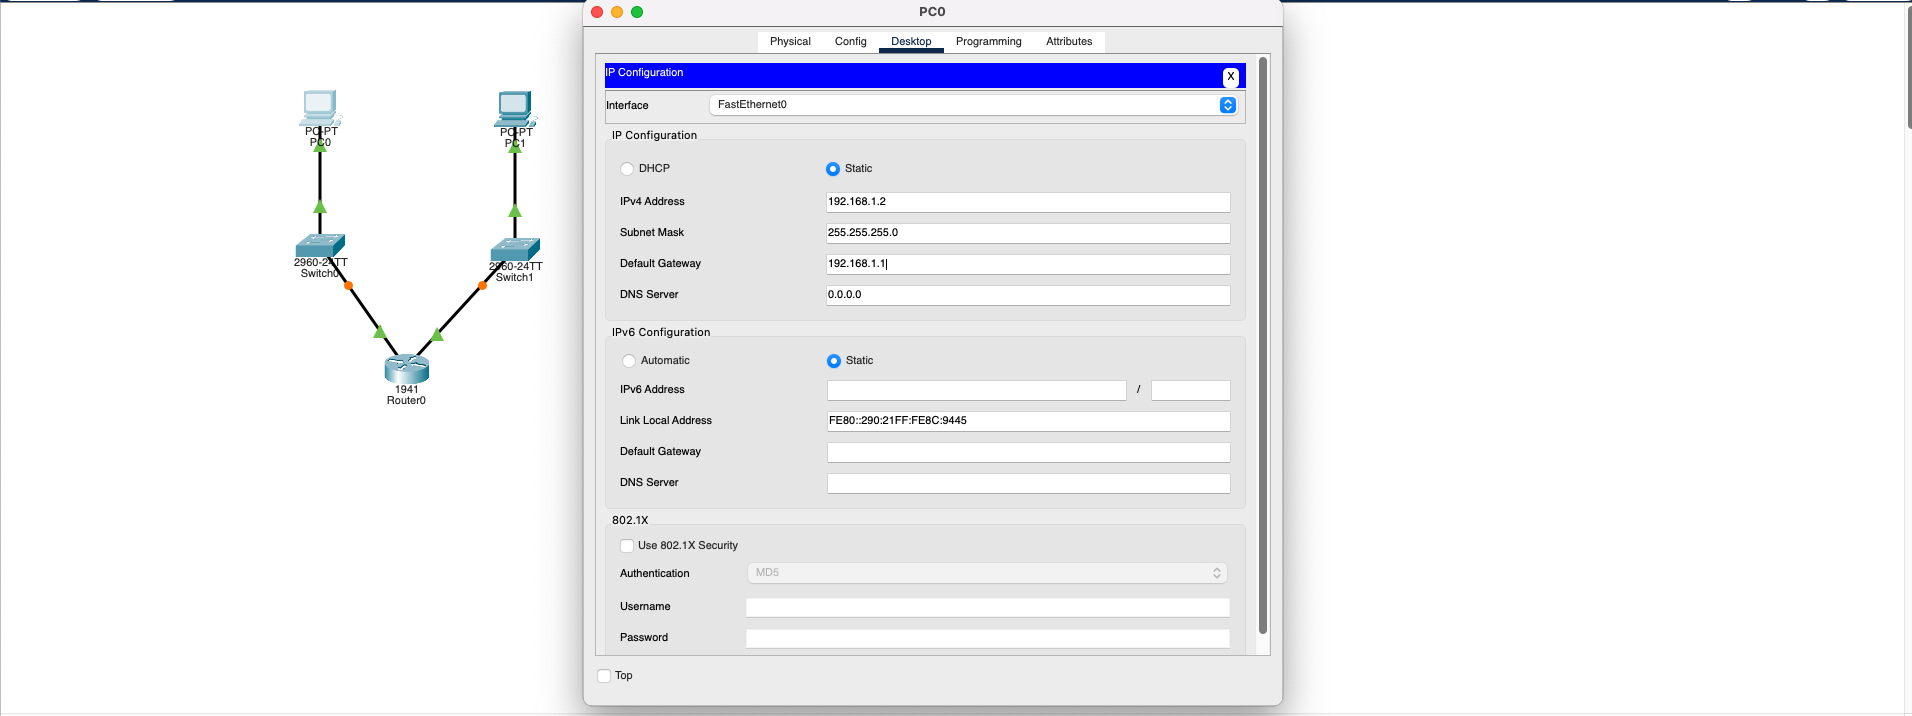 PC0
Physical Config Desktop Programming Attributes
IP Configuration X
Interface FastEthernet0
IP Configuration
DHCP Static
IPv4 Address 192.168.1.2
Subnet Mask 255.255.255.0
Default Gateway 192.168.1.1
DNS Server 0.0.0.0
IPv6 Configuration
Automatic Static
IPv6 Address /
Link Local Address FE80::290:21FF:FE8C:9445
Default Gateway
DNS Server
802.1X
Use 802.1X Security
Authentication MD5
Username
Password
Top
PC-PT
PC0
PC-PT
PC1
2960-24TT
Switch0
2960-24TT
Switch1
1941
Router0